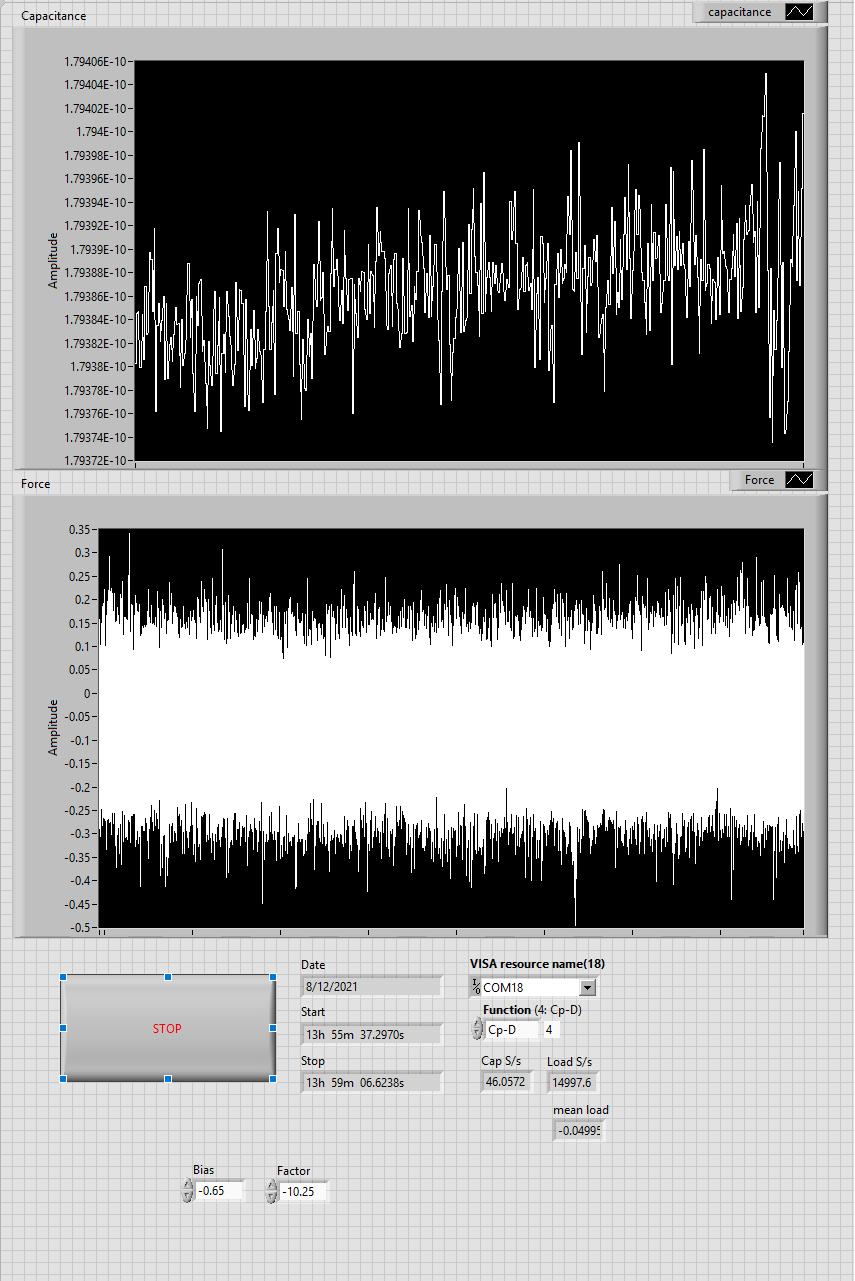 Capacitance
capacitance
1.79406E-10
1.79404E-10
1.79402E-10
1.794E-10
1.79398E-10
1.79396E-10
1.79394E-10
1.79392E-10
1.7939E-10
1.79388E-10
1.79386E-10
1.79384E-10
1.79382E-10
1.7938E-10
1.79378E-10
1.79376E-10
1.79374E-10
1.79372E-10
Amplitude
Force
Force
0.35
0.3
0.25
0.2
0.15
0.1
0.05
0
-0.05
-0.1
-0.15
-0.2
-0.25
-0.3
-0.35
-0.4
-0.45
-0.5
Amplitude
STOP
Date
8/12/2021
Start
13h 55m 37.2970s
Stop
13h 59m 06.6238s
VISA resource name(18)
I/0 COM18
Function (4: Cp-D)
Cp-D 4
Cap S/s Load S/s
46.0572 14997.6
mean load
-0.04995
Bias Factor
-0.65 -10.25